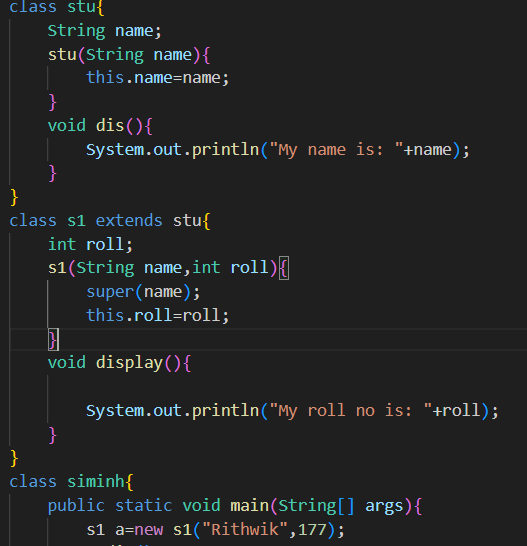 class stu{
String name;
stu(String name){
this.name=name;
}
void dis(){
System.out.println("My name is: "+name);
}
}
class s1 extends stu{
int roll;
s1(String name,int roll){
super(name);
this.roll=roll;
}
void display(){
System.out.println("My roll no is: "+roll);
}
}
class siminh{
public static void main(String[] args){
s1 a=new s1("Rithwik",177);